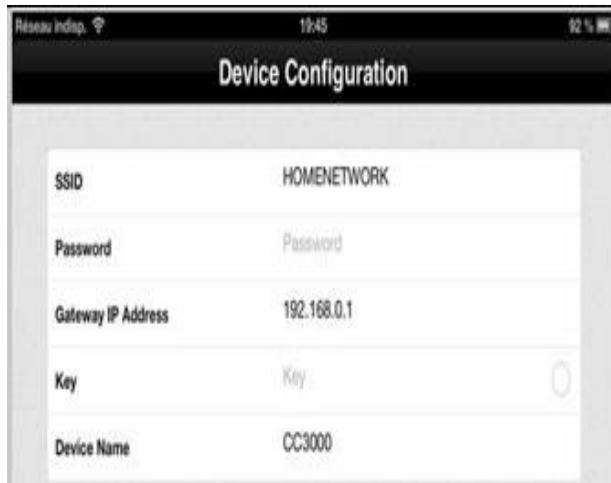 Réseau indisp. 19:45 92 %
Device Configuration
SSID HOMENETWORK
Password Password
Gateway IP Address 192.168.0.1
Key Key
Device Name CC3000